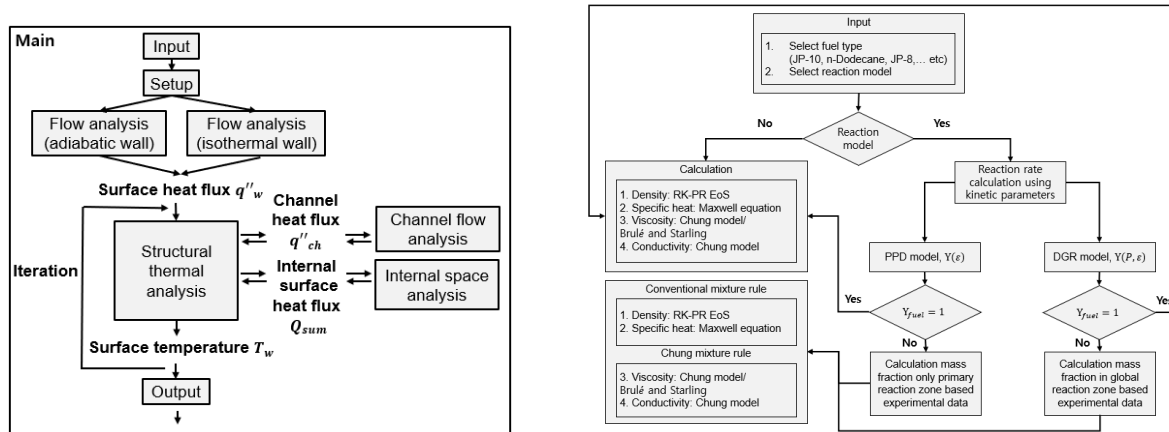 Main
Input
Setup
Flow analysis
(adiabatic wall)
Flow analysis
(isothermal wall)
Surface heat flux q''w
Channel
heat flux
q''ch
Channel flow
analysis
Structural
thermal
analysis
Iteration
Internal
surface
heat flux
Qsum
Internal space
analysis
Surface temperature Tw
Output
Input
1. Select fuel type
(JP-10, n-Dodecane, JP-8,... etc)
2. Select reaction model
No
Reaction
model
Yes
Calculation
1. Density: RK-PR EoS
2. Specific heat: Maxwell equation
3. Viscosity: Chung model/
Brulé and Starling
4. Conductivity: Chung model
Reaction rate
calculation using
kinetic parameters
PPD model, Y(ε)
DGR model, Y(P, ε)
Conventional mixture rule
1. Density: RK-PR EoS
2. Specific heat: Maxwell equation
Chung mixture rule
3. Viscosity: Chung model/
Brulé and Starling
4. Conductivity: Chung model
Yes
Yfuel = 1
No
Yfuel = 1
Yes
No
Calculation mass
fraction only primary
reaction zone based
experimental data
Calculation mass
fraction in global
reaction zone based
experimental data